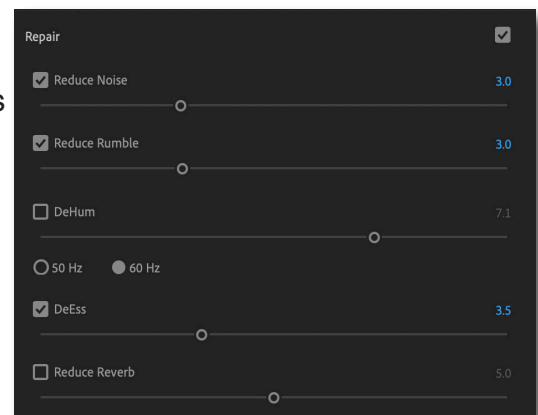 Repair
s
Reduce Noise 3.0
Reduce Rumble 3.0
DeHum 7.1
50 Hz 60 Hz
DeEss 3.5
Reduce Reverb 5.0